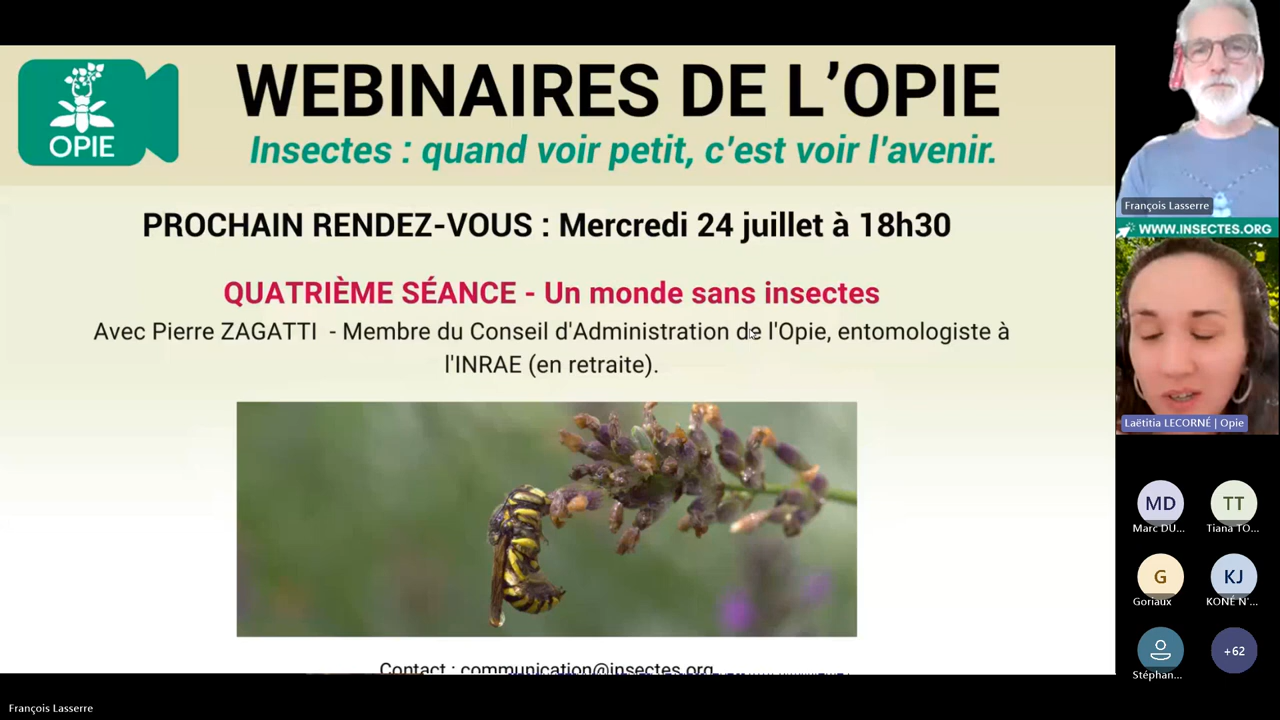 OPIE
WEBINAIRES DE L’OPIE
Insectes : quand voir petit, c’est voir l’avenir.
PROCHAIN RENDEZ-VOUS : Mercredi 24 juillet à 18h30
QUATRIÈME SÉANCE - Un monde sans insectes
Avec Pierre ZAGATTI - Membre du Conseil d'Administration de l'Opie, entomologiste à
l'INRAE (en retraite).
Contact : communication@insectes.org
François Lasserre
WWW.INSECTES.ORG
Laëtitia LECORNÉ | Opie
MD
TT
Marc DU...
Tiana TO...
G
KJ
Goriaux
KONÉ N'...
Stéphan...
+62
François Lasserre